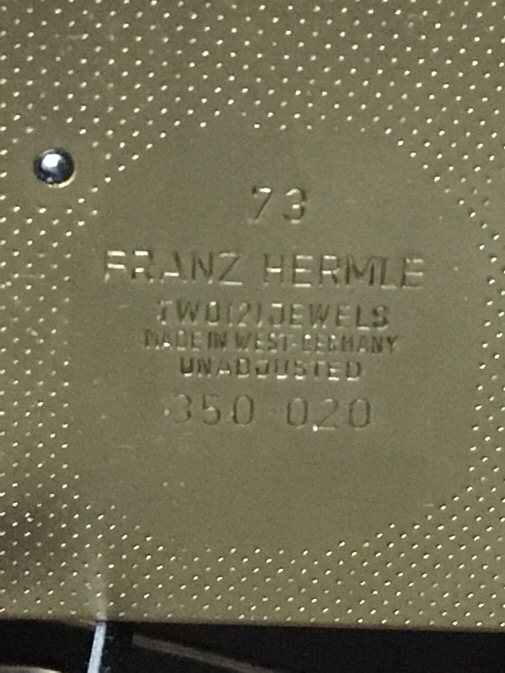 73
FRANZ HERMLE
TWO (2) JEWELS
MADE IN WEST-GERMANY
UNADJUSTED
350-020